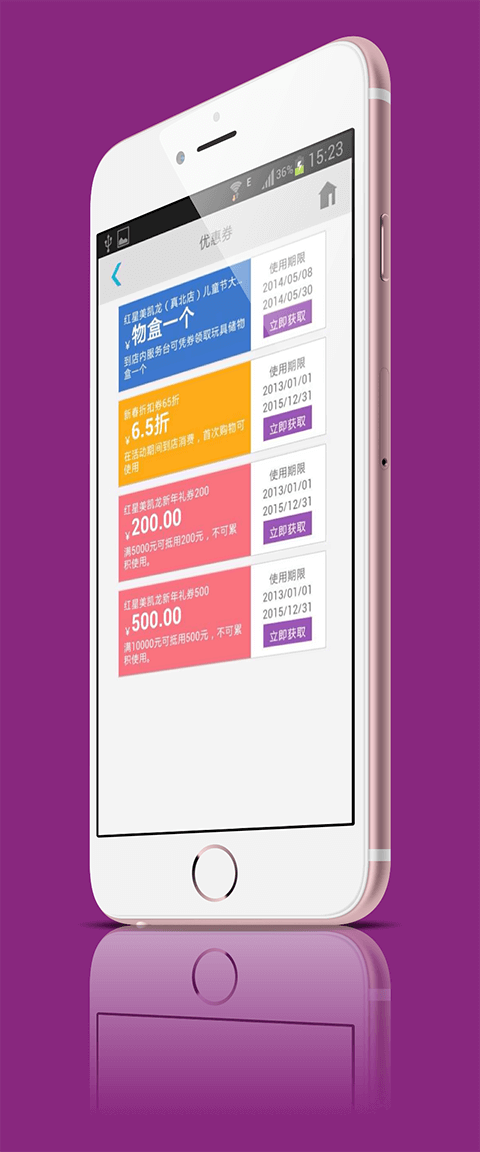 E 36% 15:23
优惠券
红星美凯龙（真北店）儿童节大...
¥物盒一个
到店内服务台可凭券领取玩具储物
盒一个
使用期限
2014/05/08
2014/05/30
立即获取
新春折扣券65折
¥6.5折
在活动期间到店消费，首次购物可
使用
使用期限
2013/01/01
2015/12/31
立即获取
红星美凯龙新年礼券200
¥200.00
满5000元可抵用200元，不可累
积使用。
使用期限
2013/01/01
2015/12/31
立即获取
红星美凯龙新年礼券500
¥500.00
满10000元可抵用500元，不可累
积使用。
使用期限
2013/01/01
2015/12/31
立即获取